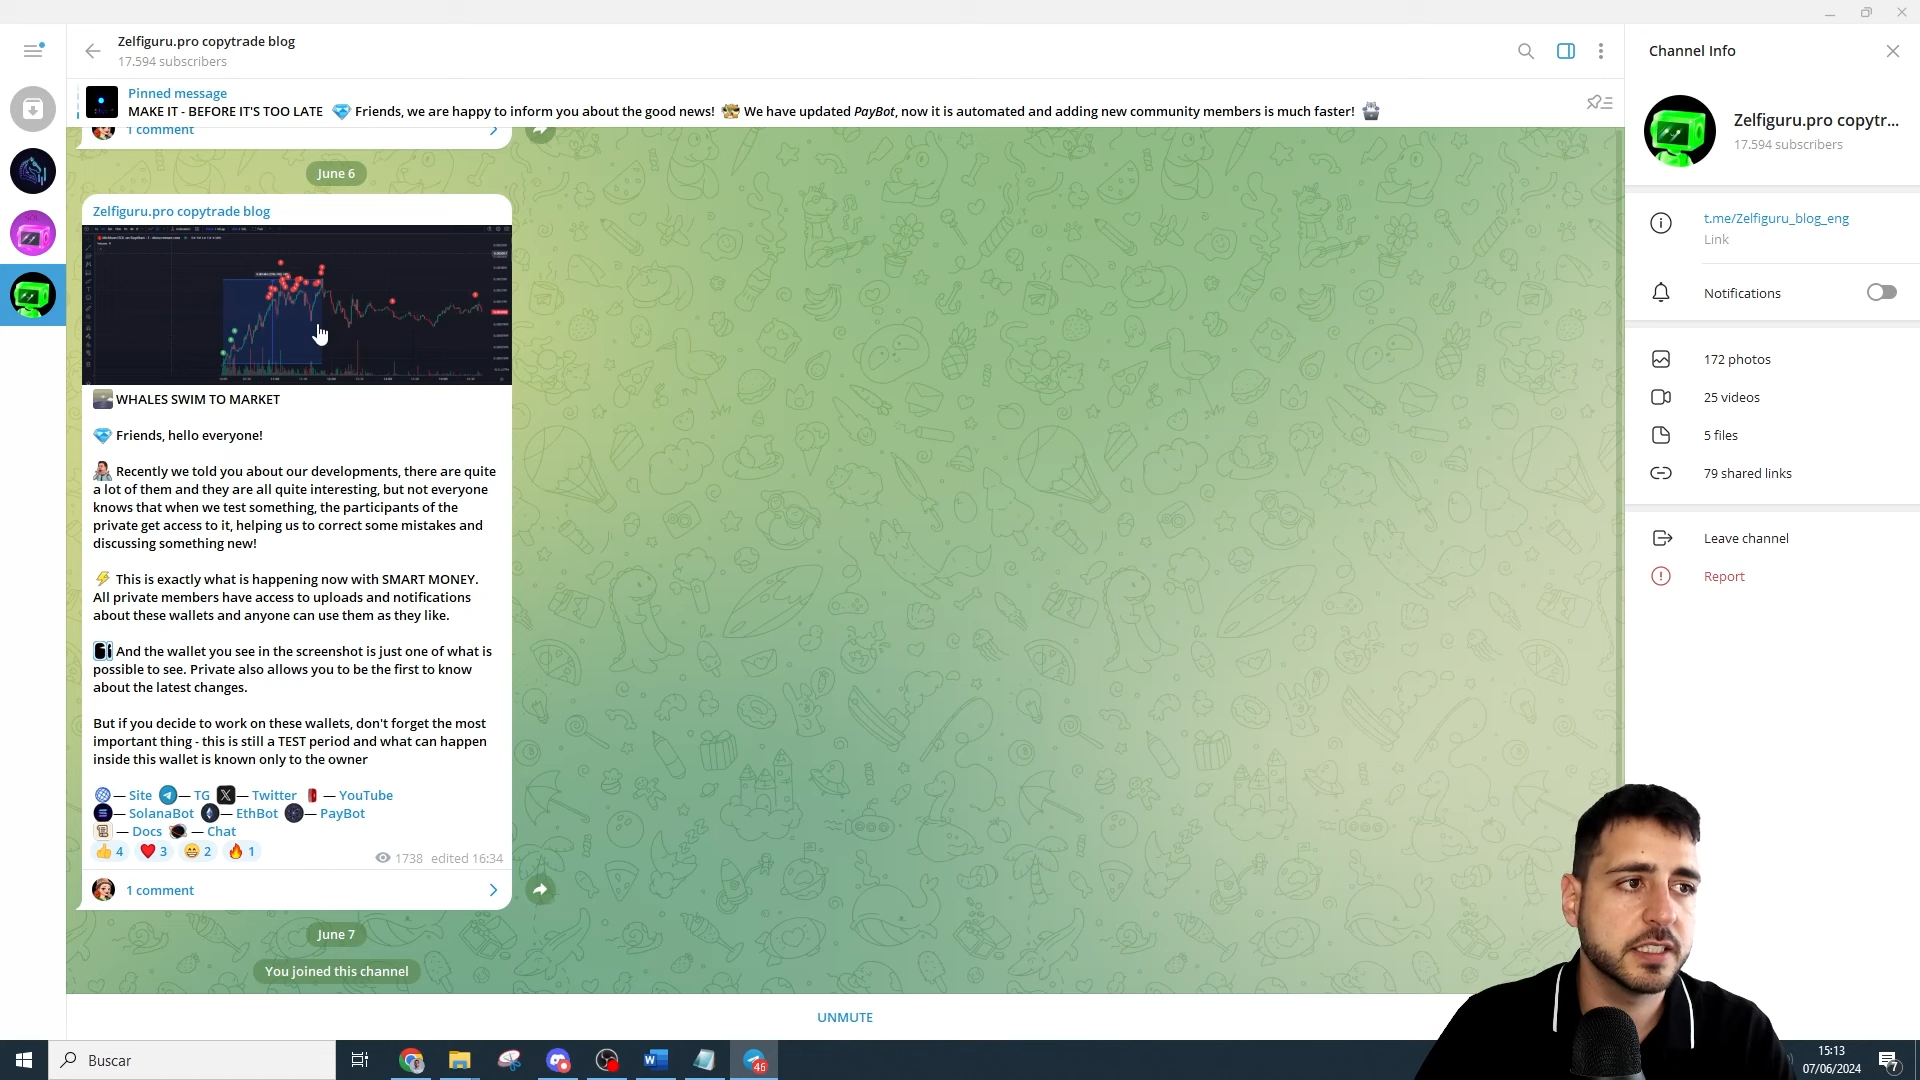 Zelfiguru.pro copytrade blog
17.594 subscribers
Pinned message
MAKE IT - BEFORE IT'S TOO LATE 💎 Friends, we are happy to inform you about the good news! We have updated PayBot, now it is automated and adding new community members is much faster!
1 comment
June 6
Zelfiguru.pro copytrade blog
WHALES SWIM TO MARKET
💎 Friends, hello everyone!
Recently we told you about our developments, there are quite
a lot of them and they are all quite interesting, but not everyone
knows that when we test something, the participants of the
private get access to it, helping us to correct some mistakes and
discussing something new!
⚡ This is exactly what is happening now with SMART MONEY.
All private members have access to uploads and notifications
about these wallets and anyone can use them as they like.
And the wallet you see in the screenshot is just one of what is
possible to see. Private also allows you to be the first to know
about the latest changes.
But if you decide to work on these wallets, don't forget the most
important thing - this is still a TEST period and what can happen
inside this wallet is known only to the owner
— Site — TG — Twitter — YouTube
— SolanaBot — EthBot — PayBot
— Docs — Chat
👍 4 ❤️ 3 😁 2 🔥 1
1738 edited 16:34
1 comment
June 7
You joined this channel
UNMUTE
Channel Info
Zelfiguru.pro copytr...
17.594 subscribers
t.me/Zelfiguru_blog_eng
Link
Notifications
172 photos
25 videos
5 files
79 shared links
Leave channel
Report
Buscar
46
15:13
07/06/2024
7